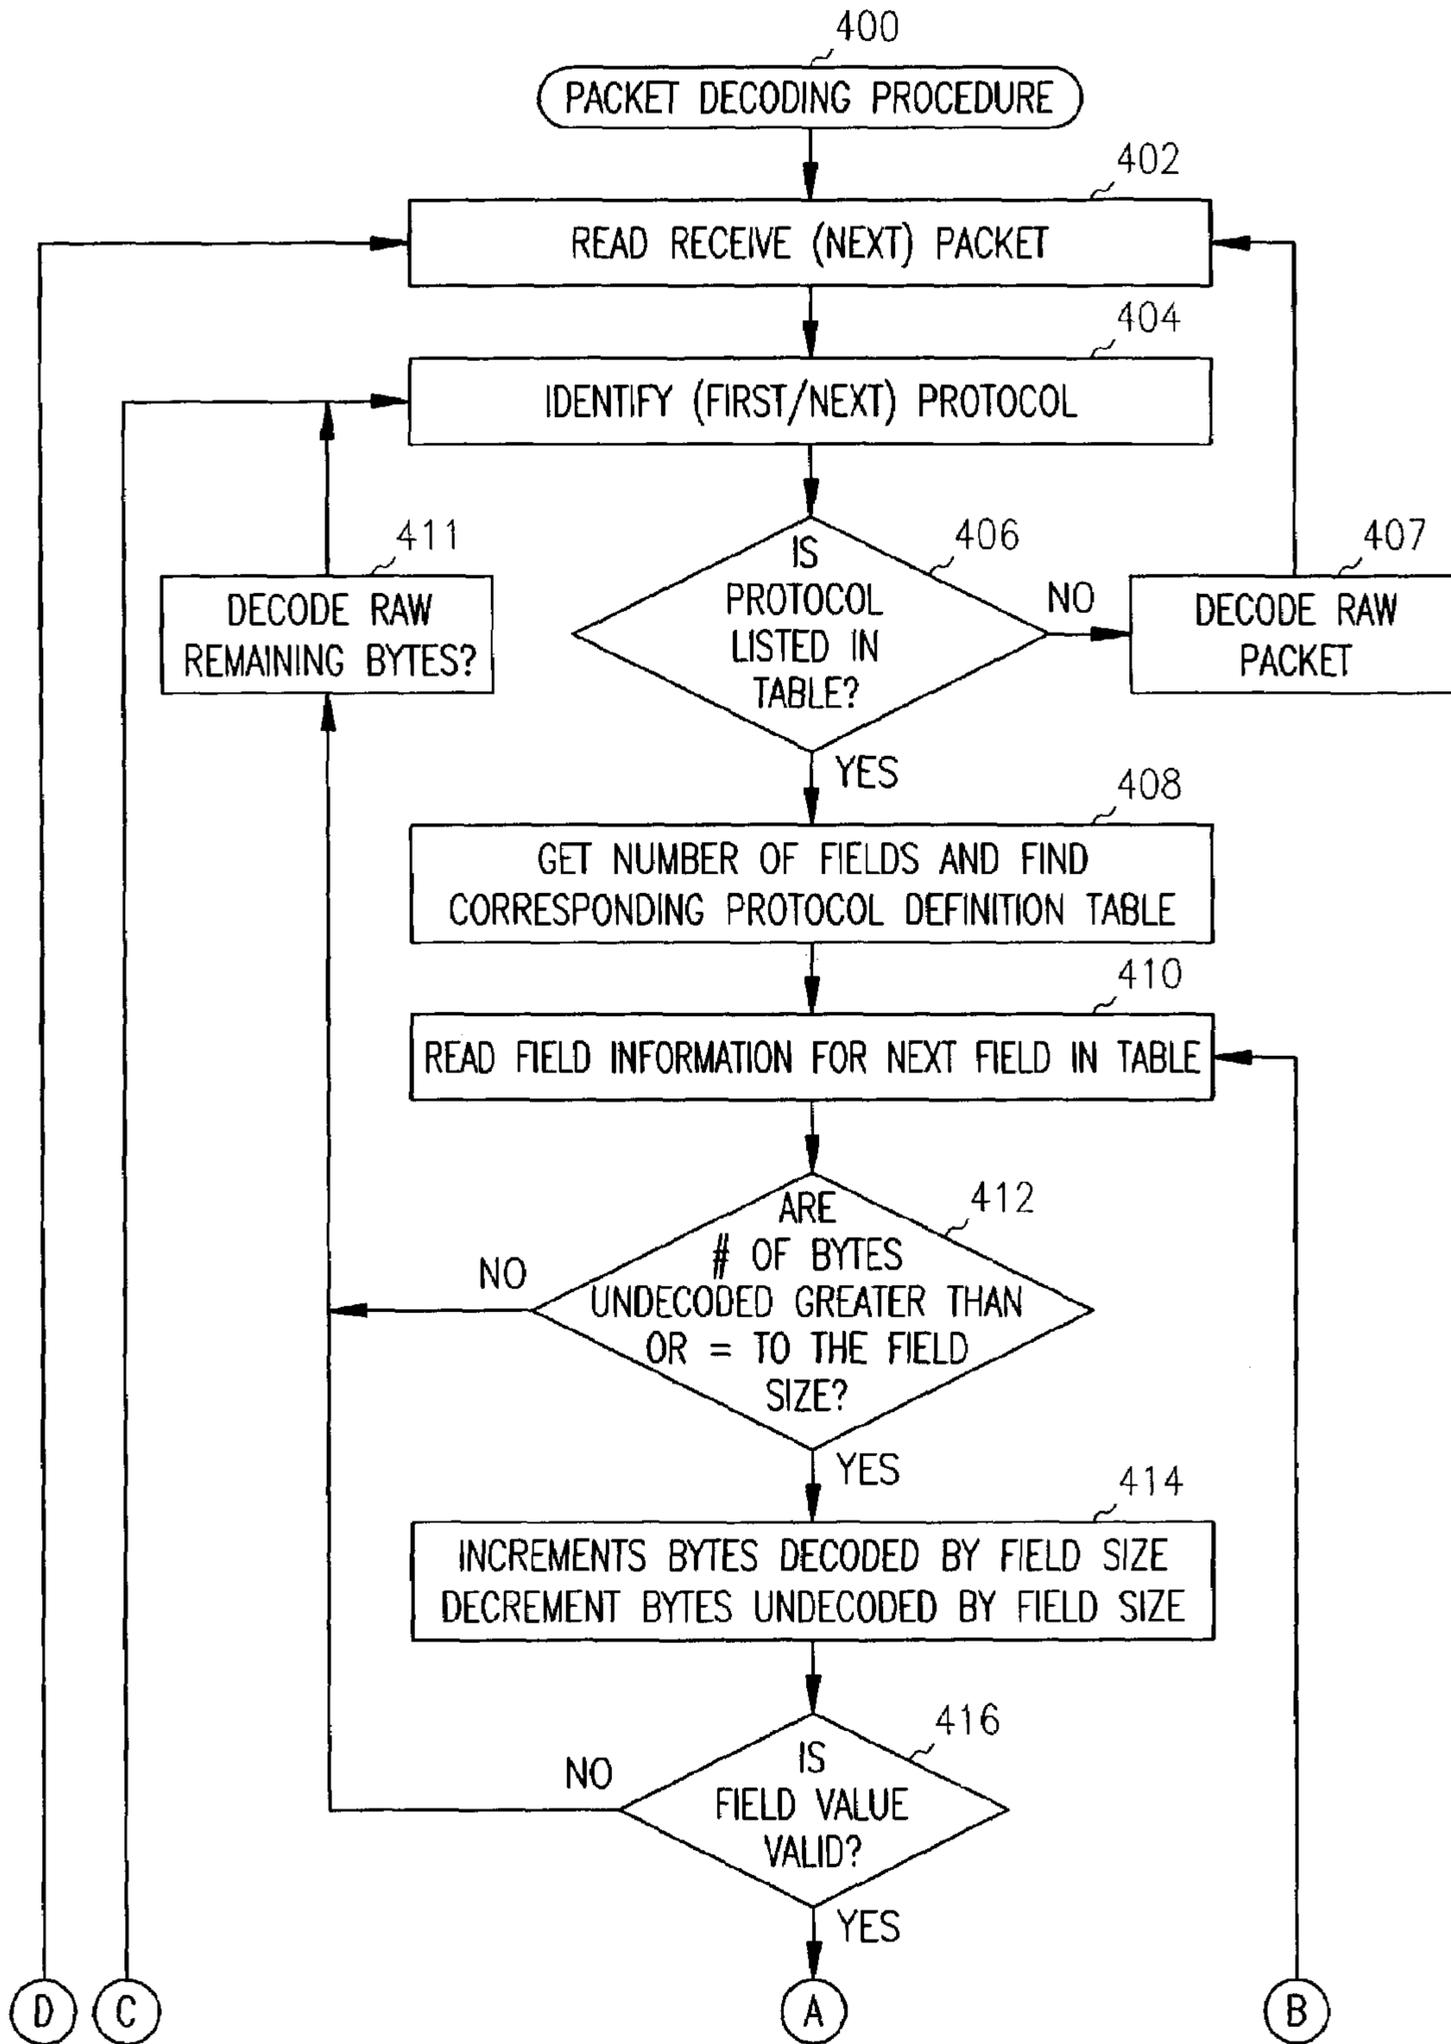 400
PACKET DECODING PROCEDURE
402
READ RECEIVE (NEXT) PACKET
404
IDENTIFY (FIRST/NEXT) PROTOCOL
411
DECODE RAW
REMAINING BYTES?
406
IS
PROTOCOL
LISTED IN
TABLE?
NO
407
DECODE RAW
PACKET
YES
408
GET NUMBER OF FIELDS AND FIND
CORRESPONDING PROTOCOL DEFINITION TABLE
410
READ FIELD INFORMATION FOR NEXT FIELD IN TABLE
412
ARE
# OF BYTES
UNDECODED GREATER THAN
OR = TO THE FIELD
SIZE?
NO
YES
414
INCREMENTS BYTES DECODED BY FIELD SIZE
DECREMENT BYTES UNDECODED BY FIELD SIZE
416
IS
FIELD VALUE
VALID?
NO
YES
D
C
A
B